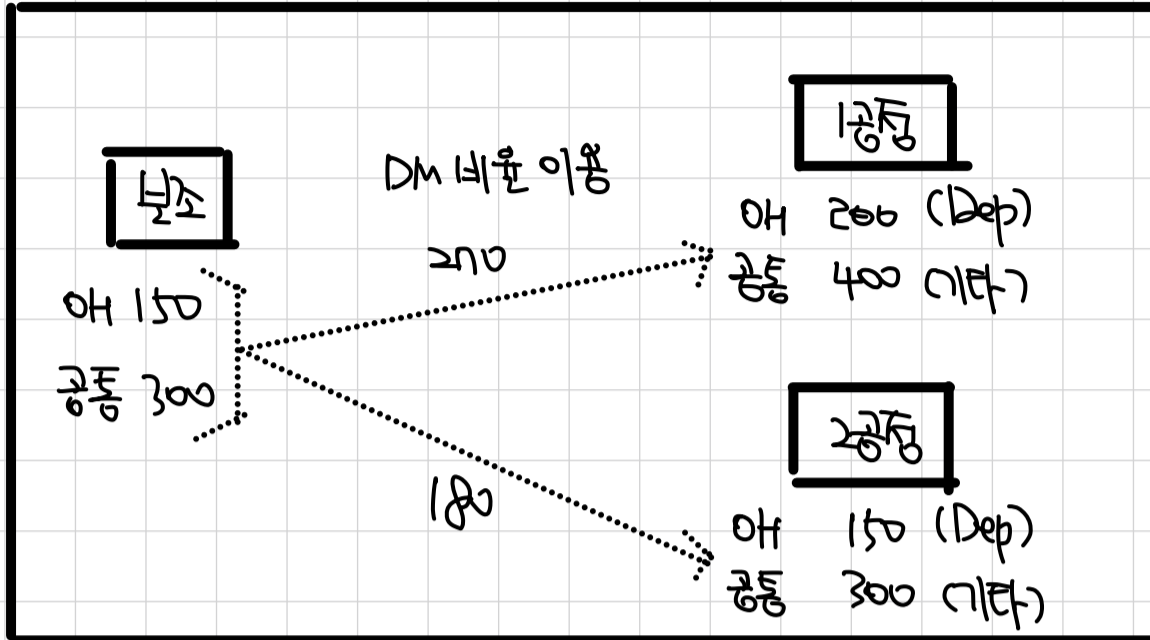 보조
OH 150
공통 300
DM 비율 이용
270
180
1공정
OH 200 (Dep)
공통 400 (기타)
2공정
OH 150 (Dep)
공통 300 (기타)